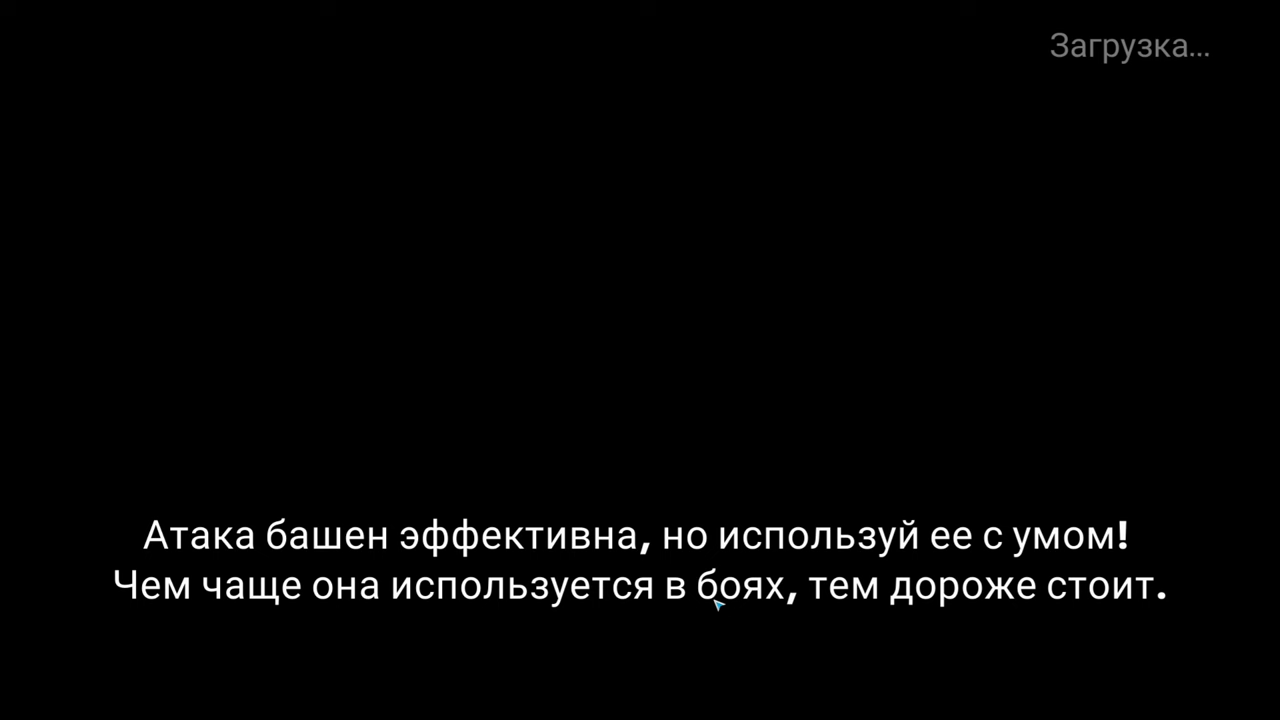 Загрузка...
Атака башен эффективна, но используй ее с умом!
Чем чаще она используется в боях, тем дороже стоит.